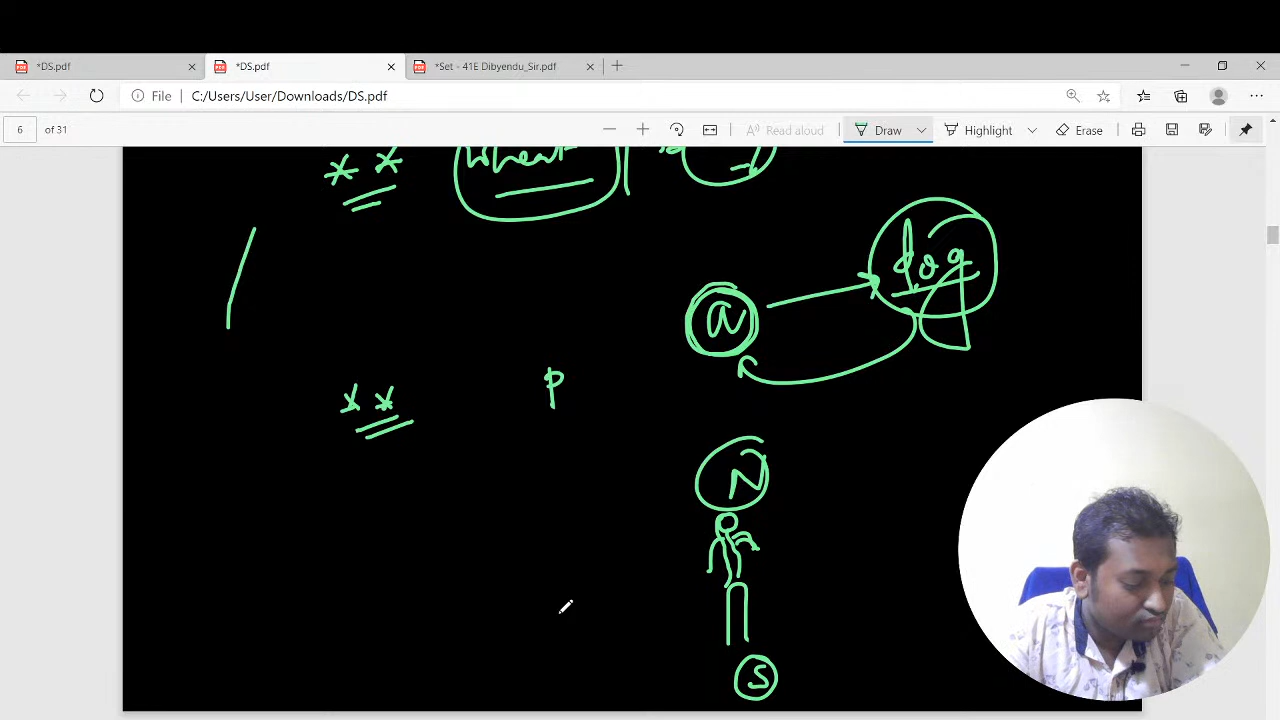 *DS.pdf
*DS.pdf
*Set - 41E Dibyendu_Sir.pdf
File C:/Users/User/Downloads/DS.pdf
6 of 31 Read aloud Draw Highlight Erase
* * Wheat
dog
a
* * P
N
S